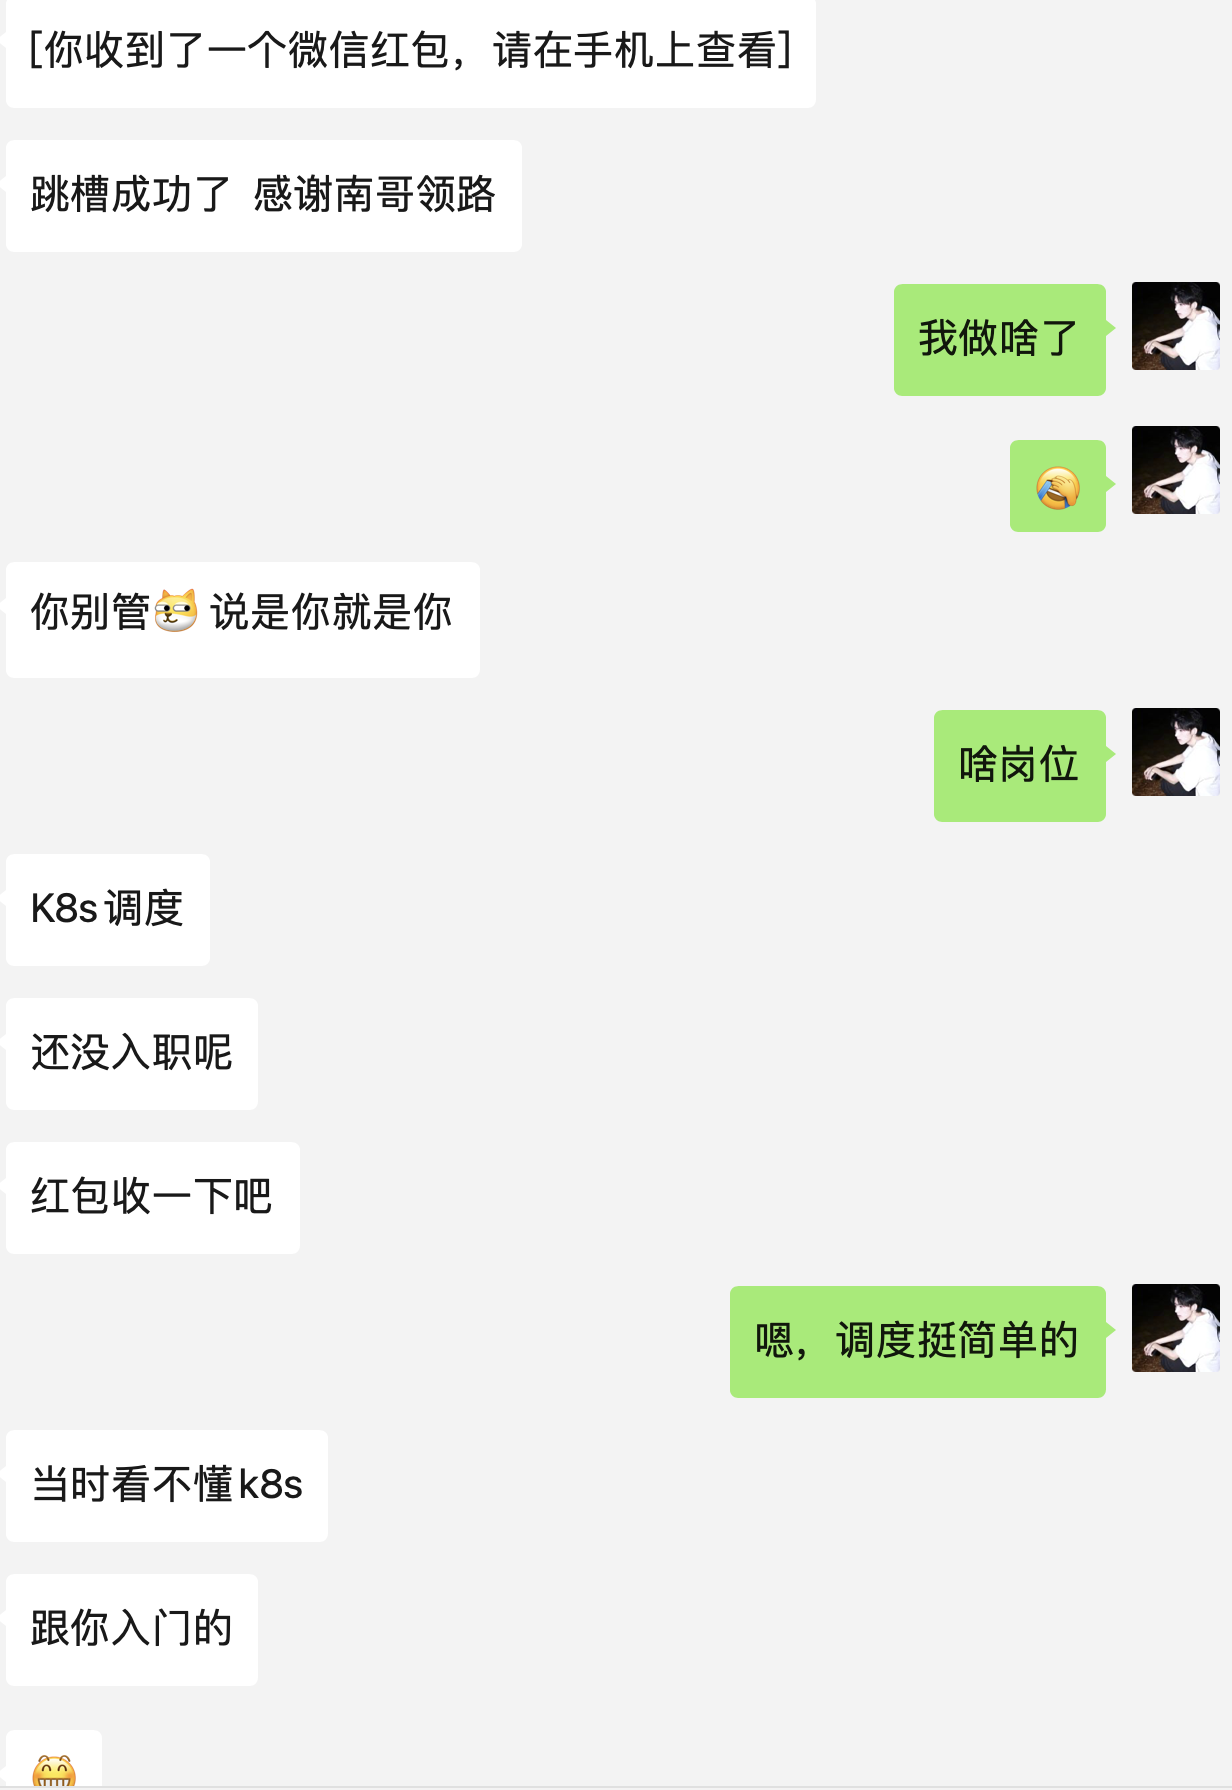 [你收到了一个微信红包，请在手机上查看]
跳槽成功了 感谢南哥领路
我做啥了
你别管 说是你就是你
啥岗位
K8s调度
还没入职呢
红包收一下吧
嗯，调度挺简单的
当时看不懂k8s
跟你入门的